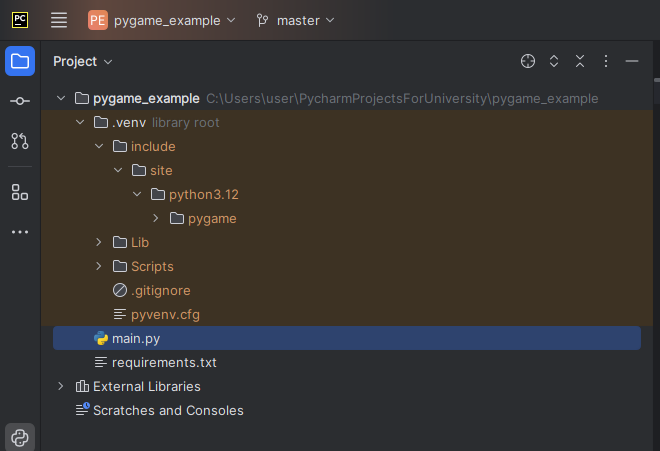 PC
PE pygame_example master
Project
pygame_example C:\Users\user\PycharmProjectsForUniversity\pygame_example
.venv library root
include
site
python3.12
pygame
Lib
Scripts
.gitignore
pyvenv.cfg
main.py
requirements.txt
External Libraries
Scratches and Consoles